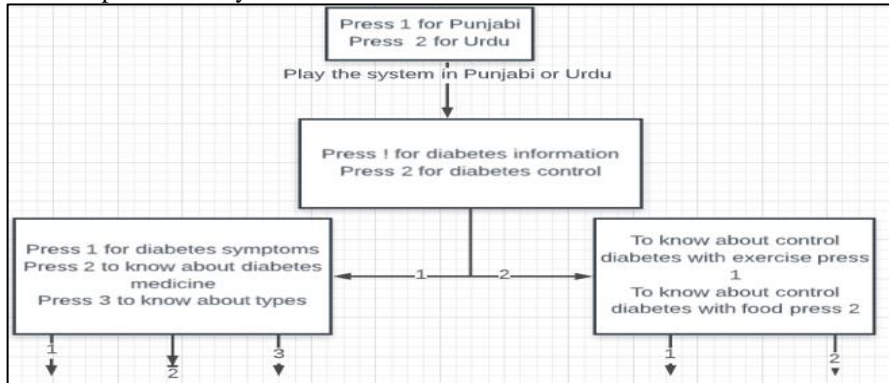 Press 1 for Punjabi
Press 2 for Urdu
Play the system in Punjabi or Urdu
Press ! for diabetes information
Press 2 for diabetes control
Press 1 for diabetes symptoms
Press 2 to know about diabetes
medicine
Press 3 to know about types
1
2
To know about control
diabetes with exercise press
1
To know about control
diabetes with food press 2
1
2
3
1
2